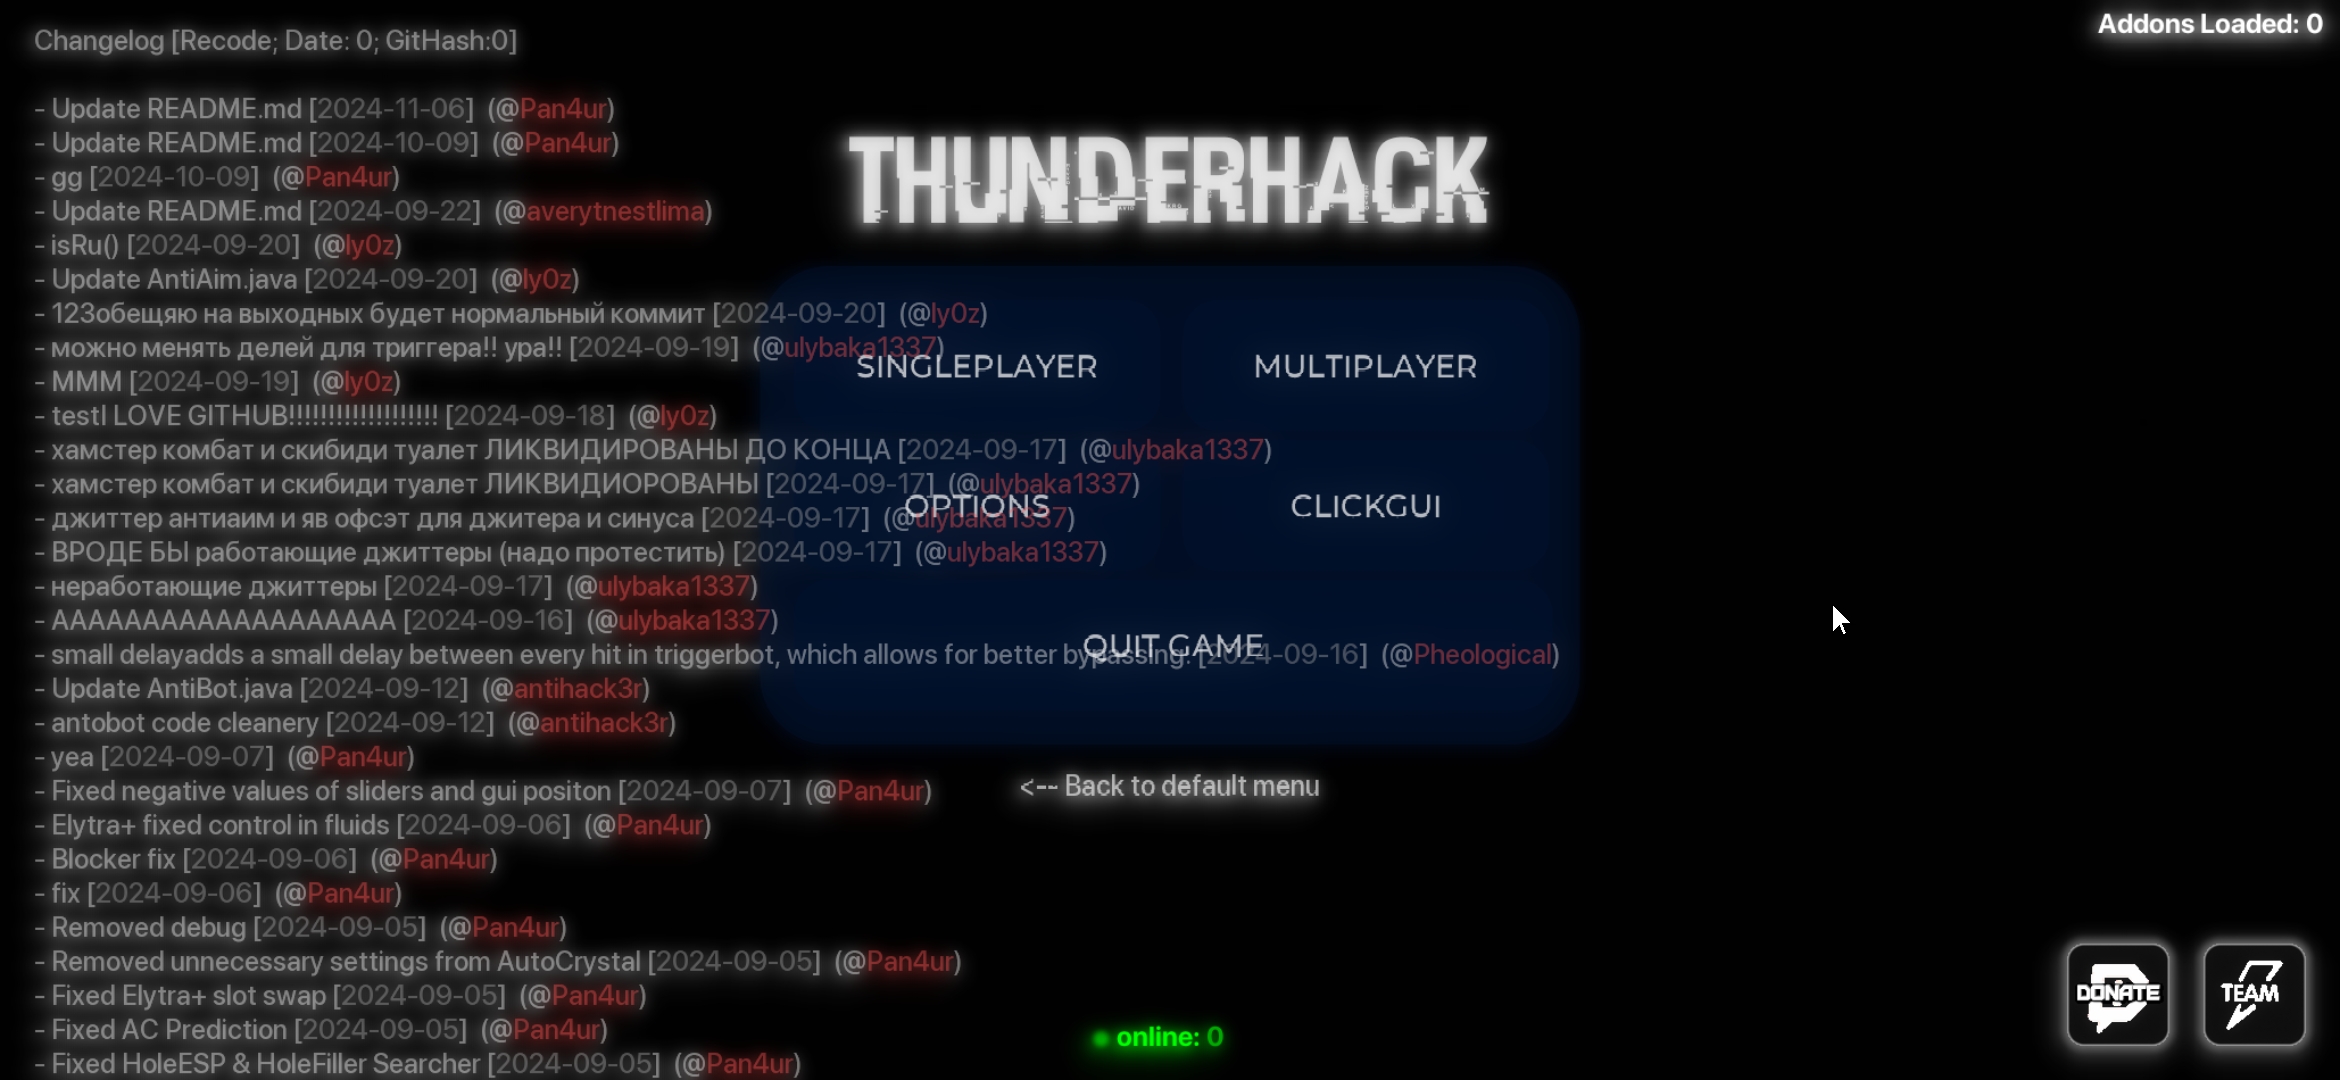 Changelog [Recode; Date: 0; GitHash:0]
Addons Loaded: 0
- Update README.md [2024-11-06] (@Pan4ur)
- Update README.md [2024-10-09] (@Pan4ur)
- gg [2024-10-09] (@Pan4ur)
- Update README.md [2024-09-22] (@averytnestlima)
- isRu() [2024-09-20] (@ly0z)
- Update AntiAim.java [2024-09-20] (@ly0z)
- 123обещяю на выходных будет нормальный коммит [2024-09-20] (@ly0z)
- можно менять делей для триггера!! ура!! [2024-09-19] (@ulybaka1337)
- МММ [2024-09-19] (@ly0z)
- testI LOVE GITHUB!!!!!!!!!!!!!!!!!!! [2024-09-18] (@ly0z)
- хамстер комбат и скибиди туалет ЛИКВИДИРОВАНЫ ДО КОНЦА [2024-09-17] (@ulybaka1337)
- хамстер комбат и скибиди туалет ЛИКВИДИОРОВАНЫ [2024-09-17] (@ulybaka1337)
- джиттер антиаим и яв офсэт для джитера и синуса [2024-09-17] (@ulybaka1337)
- ВРОДЕ БЫ работающие джиттеры (надо протестить) [2024-09-17] (@ulybaka1337)
- неработающие джиттеры [2024-09-17] (@ulybaka1337)
- АААААААААААААААААА [2024-09-16] (@ulybaka1337)
- small delayadds a small delay between every hit in triggerbot, which allows for better bypassing. [2024-09-16] (@Pheological)
- Update AntiBot.java [2024-09-12] (@antihack3r)
- antobot code cleanery [2024-09-12] (@antihack3r)
- yea [2024-09-07] (@Pan4ur)
- Fixed negative values of sliders and gui positon [2024-09-07] (@Pan4ur)
- Elytra+ fixed control in fluids [2024-09-06] (@Pan4ur)
- Blocker fix [2024-09-06] (@Pan4ur)
- fix [2024-09-06] (@Pan4ur)
- Removed debug [2024-09-05] (@Pan4ur)
- Removed unnecessary settings from AutoCrystal [2024-09-05] (@Pan4ur)
- Fixed Elytra+ slot swap [2024-09-05] (@Pan4ur)
- Fixed AC Prediction [2024-09-05] (@Pan4ur)
- Fixed HoleESP & HoleFiller Searcher [2024-09-05] (@Pan4ur)
THUNDERHACK
SINGLEPLAYER
MULTIPLAYER
OPTIONS
CLICKGUI
QUIT GAME
<-- Back to default menu
online: 0
DONATE
TEAM